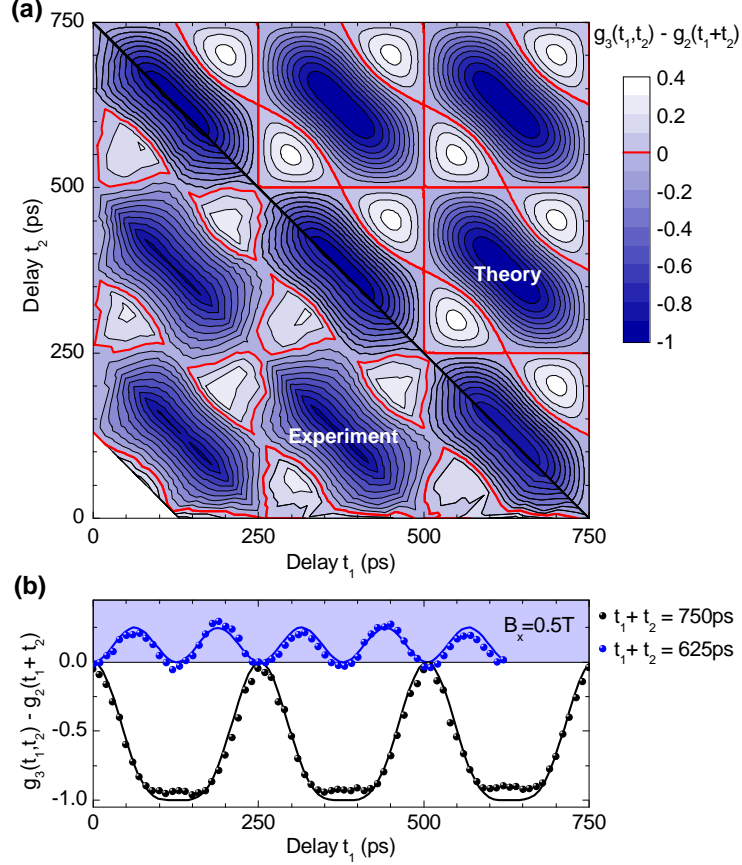 (a)
g3(t1,t2) - g2(t1+t2)
750
500
250
0
Delay t2 (ps)
0.4
0.2
0
-0.2
-0.4
-0.6
-0.8
-1
Theory
Experiment
0 250 500 750
Delay t1 (ps)
(b)
g3(t1,t2) - g2(t1+ t2)
0.0
-0.5
-1.0
Bx=0.5T
t1+ t2 = 750ps
t1+ t2 = 625ps
0 250 500 750
Delay t1 (ps)